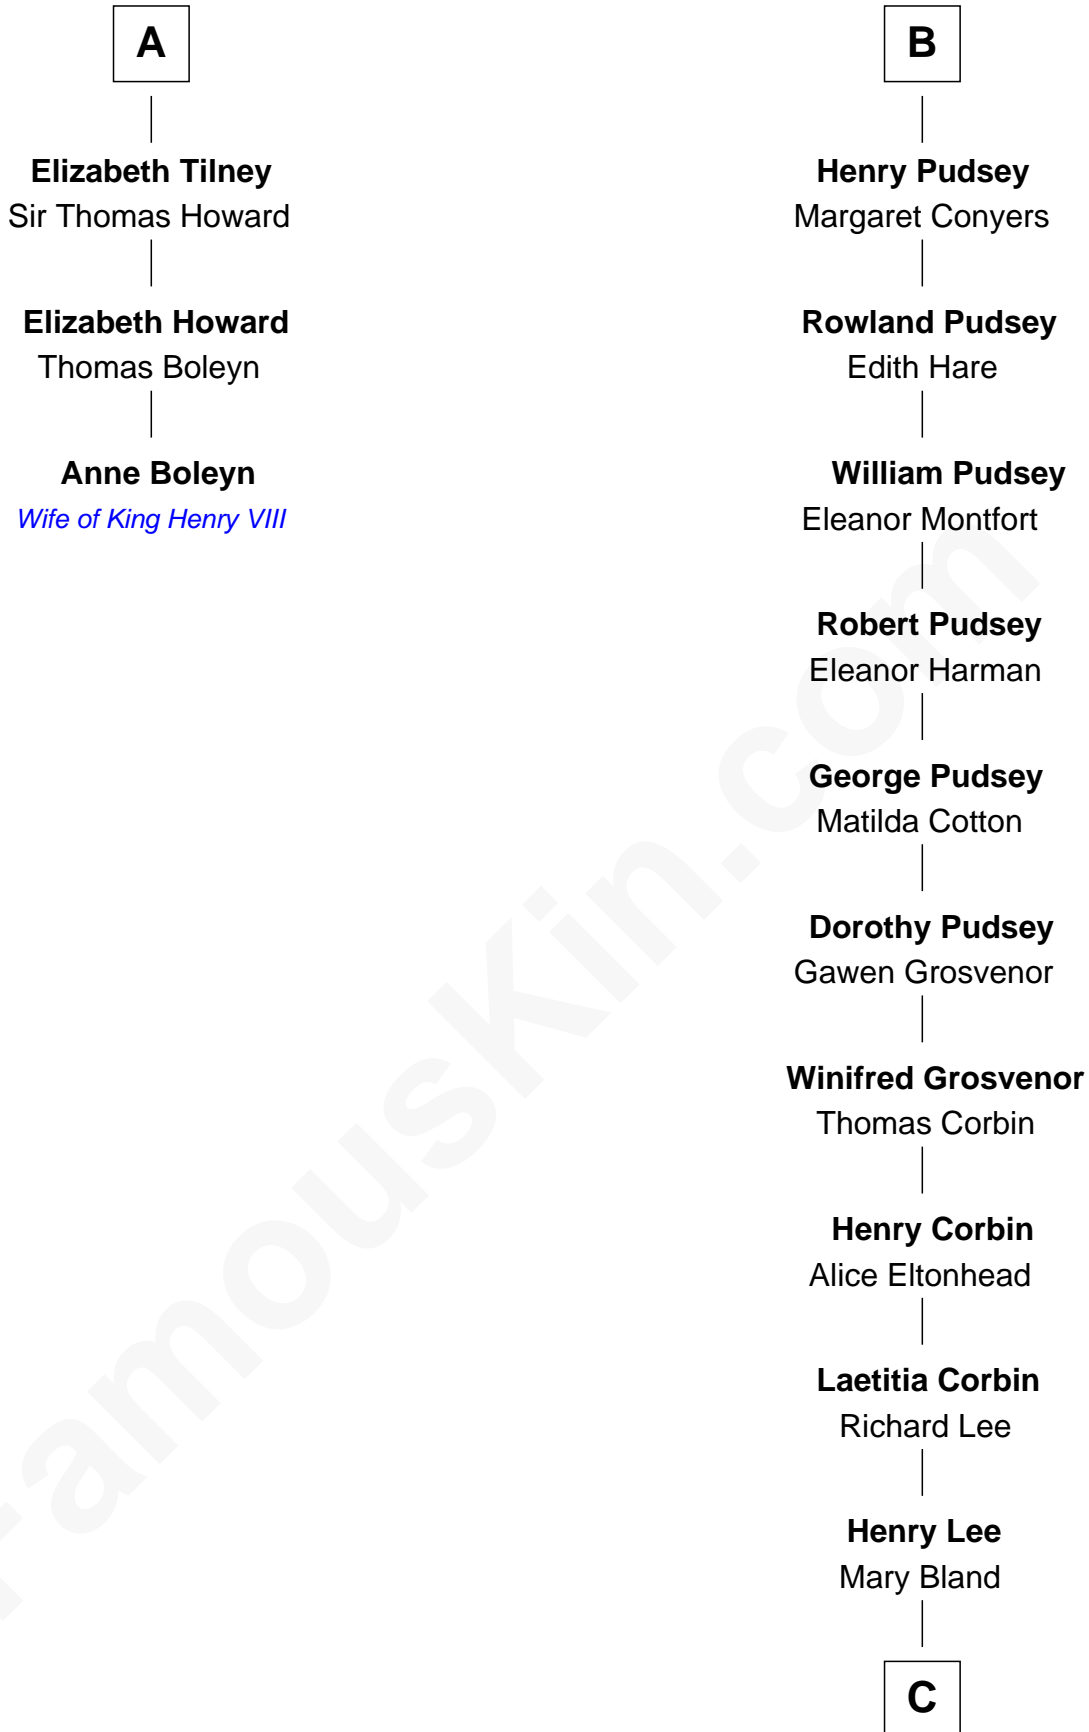 A
Elizabeth Tilney
Sir Thomas Howard
Elizabeth Howard
Thomas Boleyn
Anne Boleyn
Wife of King Henry VIII
B
Henry Pudsey
Margaret Conyers
Rowland Pudsey
Edith Hare
William Pudsey
Eleanor Montfort
Robert Pudsey
Eleanor Harman
George Pudsey
Matilda Cotton
Dorothy Pudsey
Gawen Grosvenor
Winifred Grosvenor
Thomas Corbin
Henry Corbin
Alice Eltonhead
Laetitia Corbin
Richard Lee
Henry Lee
Mary Bland
C
FamousKin.com